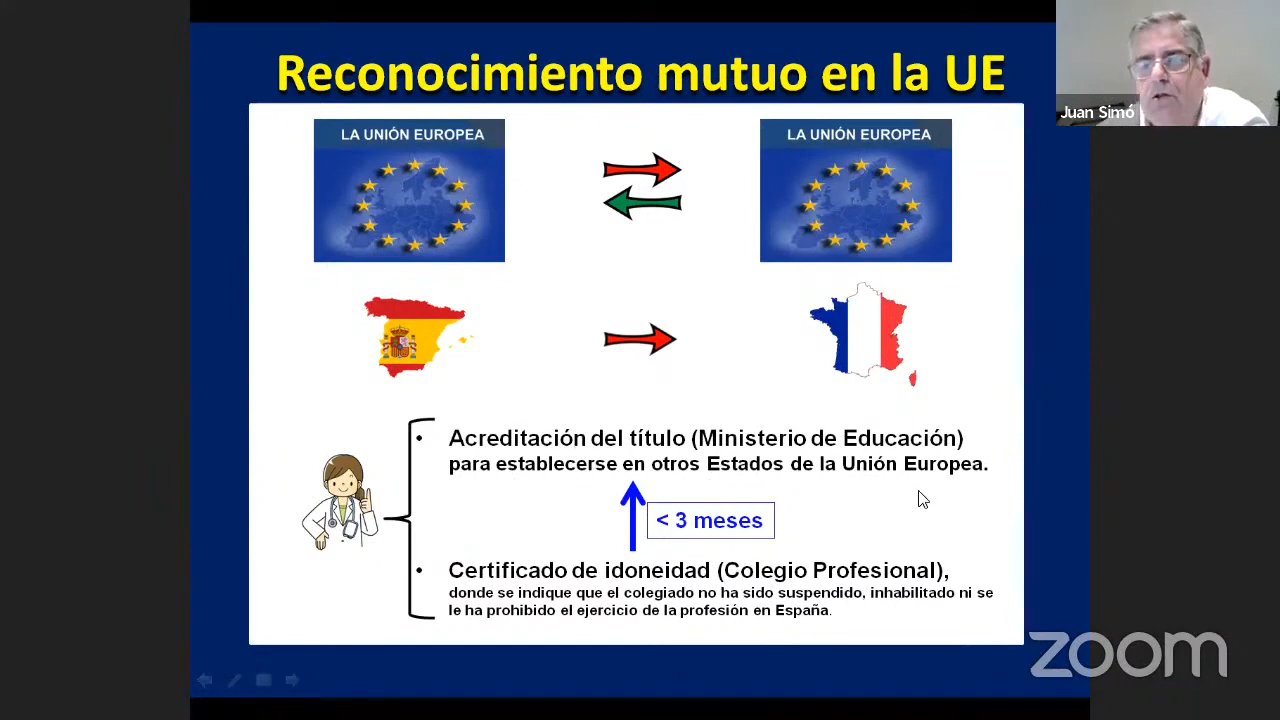 Reconocimiento mutuo en la UE
Juan Simó
LA UNIÓN EUROPEA
LA UNIÓN EUROPEA
• Acreditación del título (Ministerio de Educación)
para establecerse en otros Estados de la Unión Europea.
< 3 meses
• Certificado de idoneidad (Colegio Profesional),
donde se indique que el colegiado no ha sido suspendido, inhabilitado ni se
le ha prohibido el ejercicio de la profesión en España.
zoom